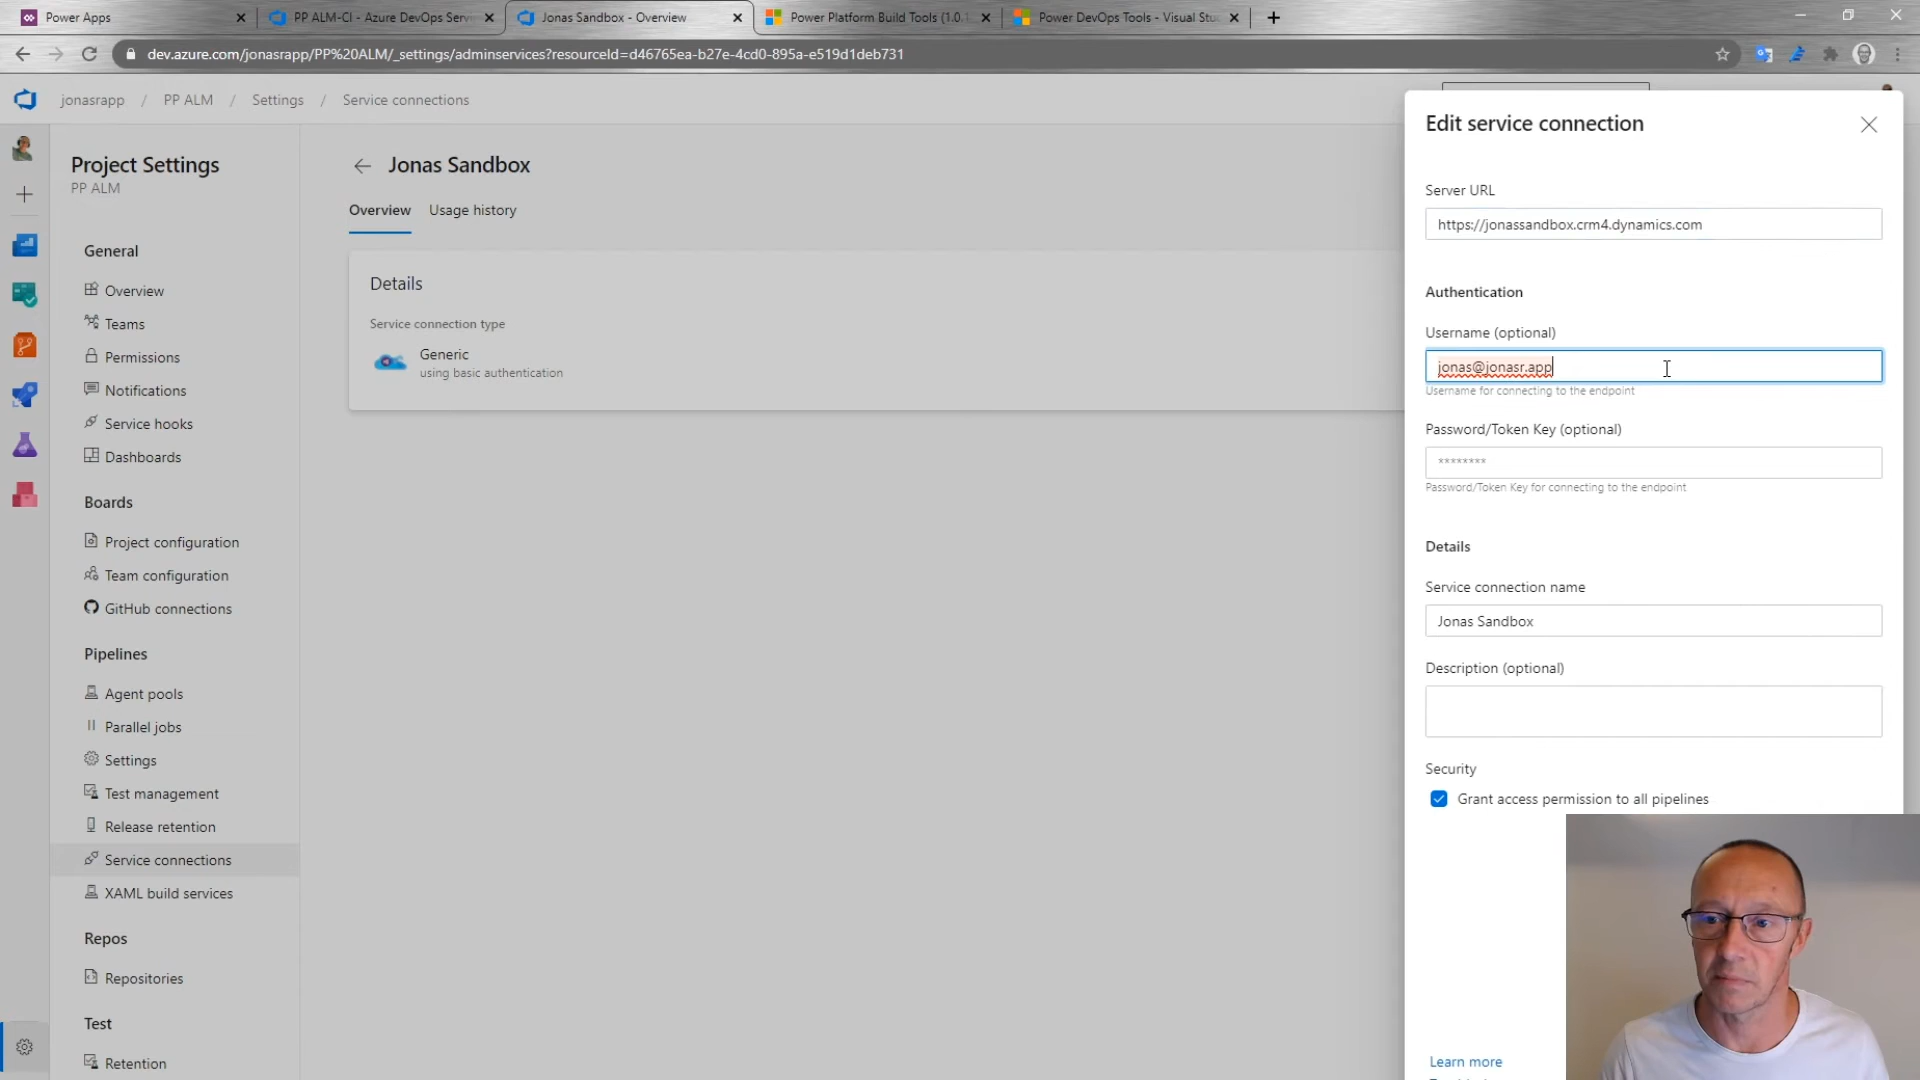 Power Apps
PP ALM-CI - Azure DevOps Serv
Jonas Sandbox - Overview
Power Platform Build Tools (1.0.1
Power DevOps Tools - Visual Stu
dev.azure.com/jonasrapp/PP%20ALM/_settings/adminservices?resourceId=d46765ea-b27e-4cd0-895a-e519d1deb731
jonasrapp / PP ALM / Settings / Service connections
Project Settings
PP ALM
General
Overview
Teams
Permissions
Notifications
Service hooks
Dashboards
Boards
Project configuration
Team configuration
GitHub connections
Pipelines
Agent pools
Parallel jobs
Settings
Test management
Release retention
Service connections
XAML build services
Repos
Repositories
Test
Retention
Jonas Sandbox
Overview Usage history
Details
Service connection type
Generic
using basic authentication
Edit service connection
Server URL
https://jonassandbox.crm4.dynamics.com
Authentication
Username (optional)
jonas@jonasr.app
Username for connecting to the endpoint
Password/Token Key (optional)
********
Password/Token Key for connecting to the endpoint
Details
Service connection name
Jonas Sandbox
Description (optional)
Security
Grant access permission to all pipelines
Learn more